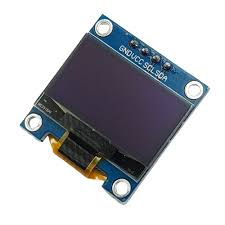 GND VCC SCL SDA